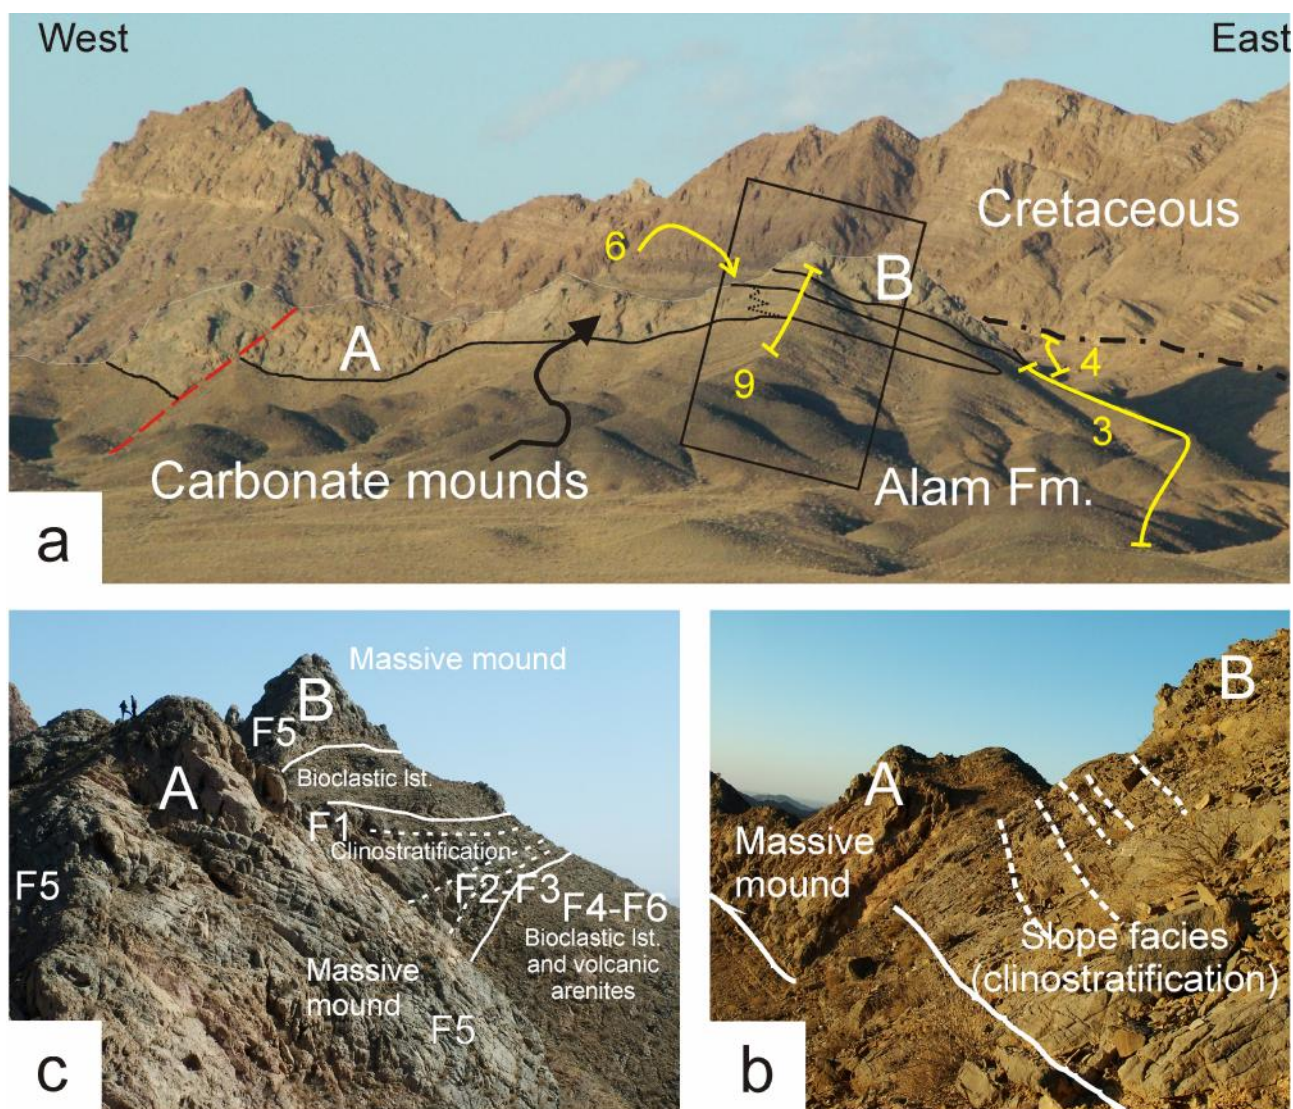 West
East
Cretaceous
6
B
A
4
9
3
Carbonate mounds
Alam Fm.
a
Massive mound
B
F5
Bioclastic lst.
A
F1
Clinostratification
F5
F2-F3
F4-F6
Bioclastic lst.
and volcanic
arenites
Massive
mound
F5
c
B
A
Massive
mound
Slope facies
(clinostratification)
b